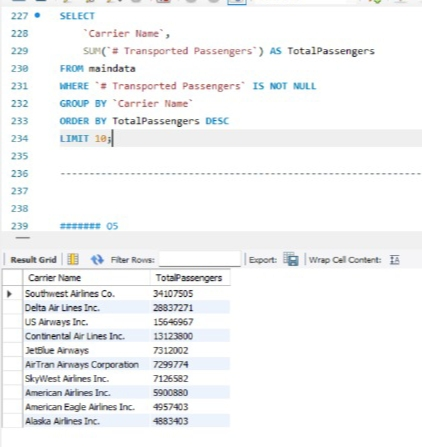 227 SELECT
228 `Carrier Name`,
229 SUM(`# Transported Passengers`) AS TotalPassengers
230 FROM maindata
231 WHERE `# Transported Passengers` IS NOT NULL
232 GROUP BY `Carrier Name`
233 ORDER BY TotalPassengers DESC
234 LIMIT 10;
235
236 --------------------------------------------------------------
237
238
239 ####### Q5
Result Grid Filter Rows: Export: Wrap Cell Content:
Carrier Name TotalPassengers
Southwest Airlines Co. 34107505
Delta Air Lines Inc. 28837271
US Airways Inc. 15646967
Continental Air Lines Inc. 13123800
JetBlue Airways 7312002
AirTran Airways Corporation 7299774
SkyWest Airlines Inc. 7126582
American Airlines Inc. 5900880
American Eagle Airlines Inc. 4957403
Alaska Airlines Inc. 4883403